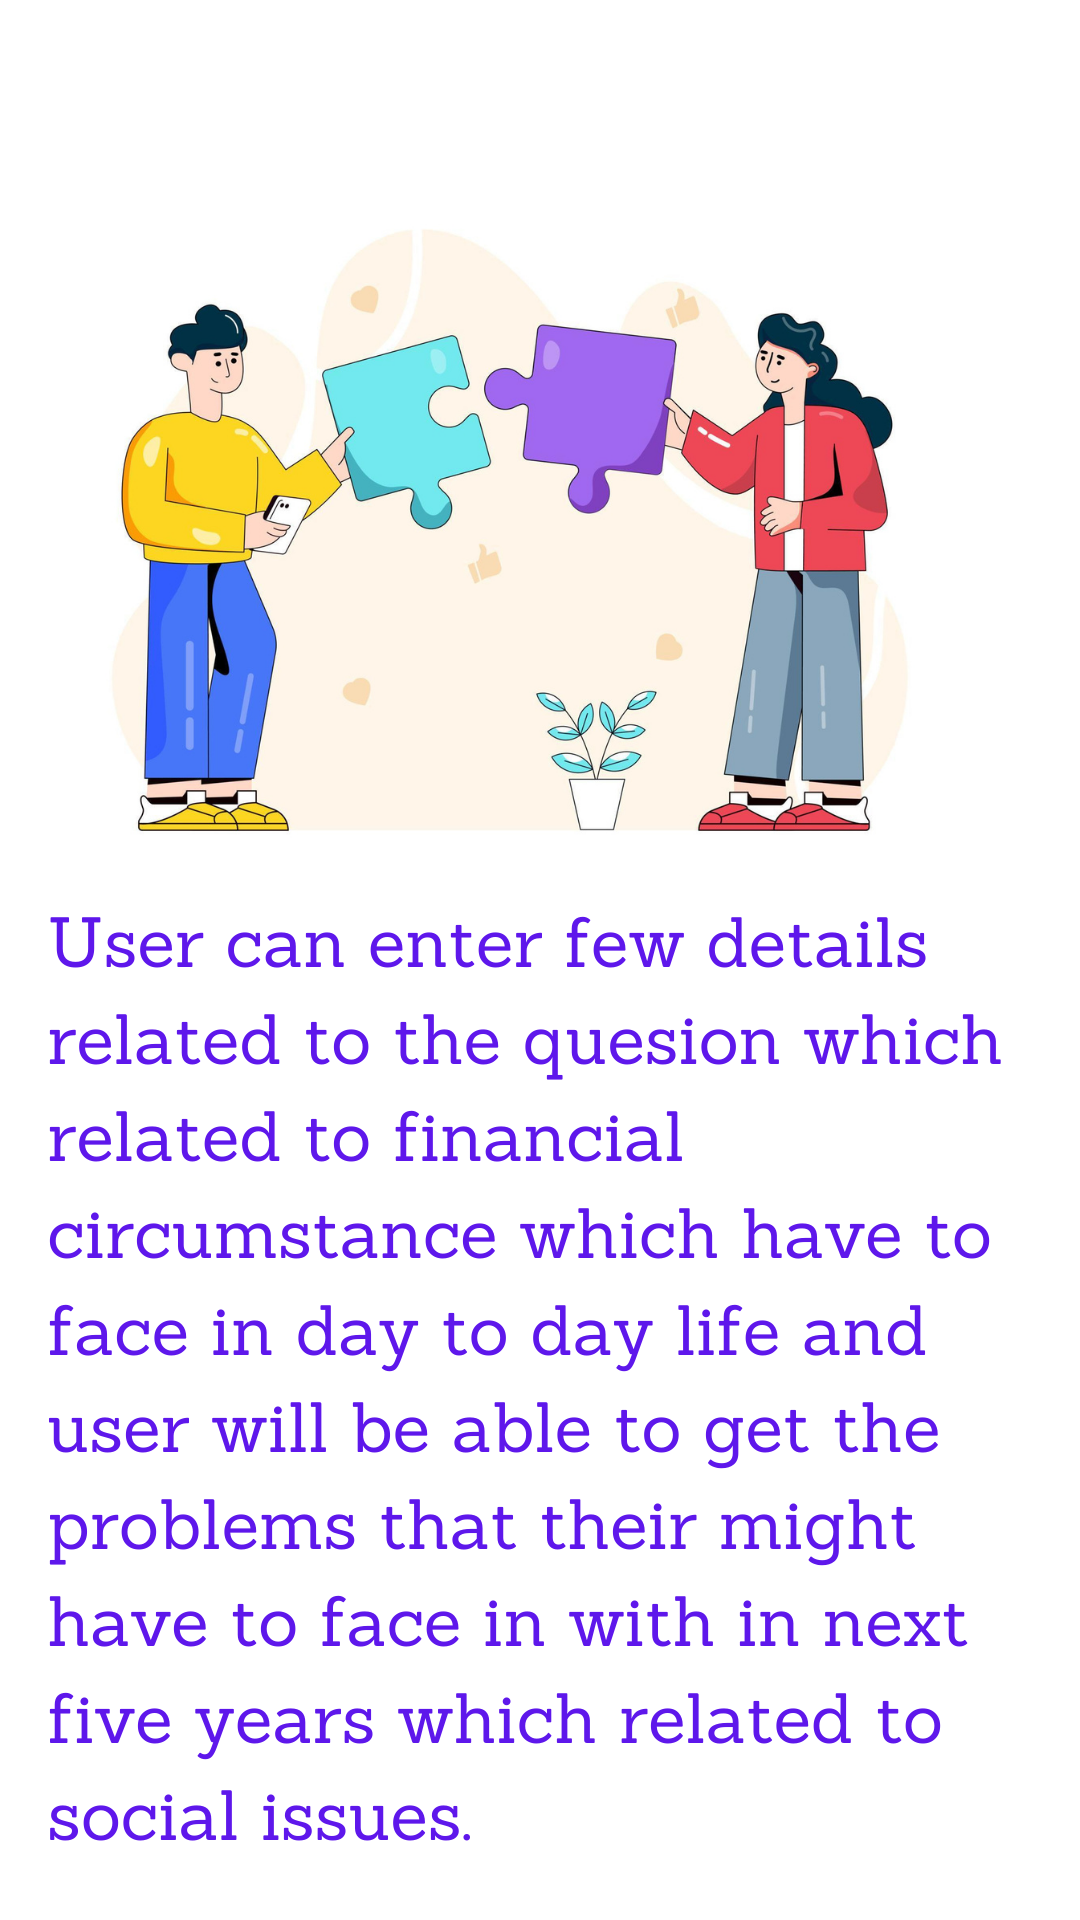 User can enter few details
related to the quesion which
related to financial
circumstance which have to
face in day to day life and
user will be able to get the
problems that their might
have to face in with in next
five years which related to
social issues.